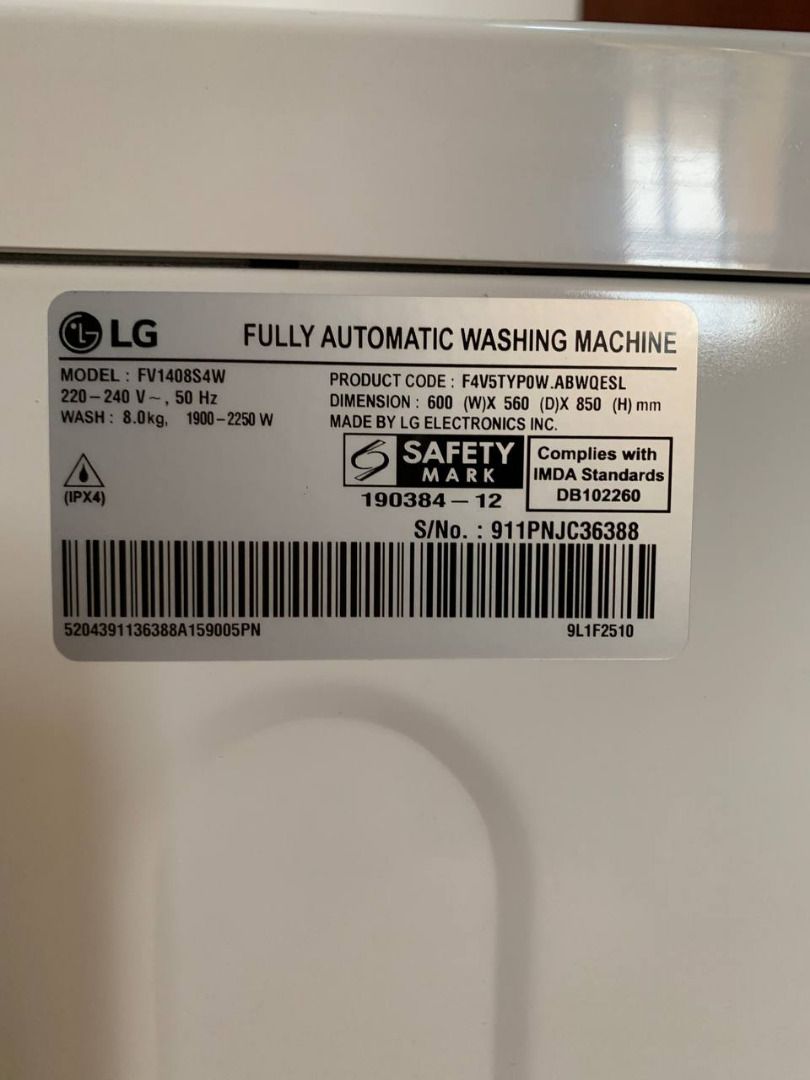 LG FULLY AUTOMATIC WASHING MACHINE
MODEL : FV1408S4W
220-240 V~, 50 Hz
WASH : 8.0kg, 1900-2250 W
PRODUCT CODE : F4V5TYP0W.ABWQESL
DIMENSION : 600 (W)X 560 (D)X 850 (H) mm
MADE BY LG ELECTRONICS INC.
(IPX4)
SAFETY
MARK
190384-12
Complies with
IMDA Standards
DB102260
S/No. : 911PNJC36388
5204391136388A159005PN 9L1F2510